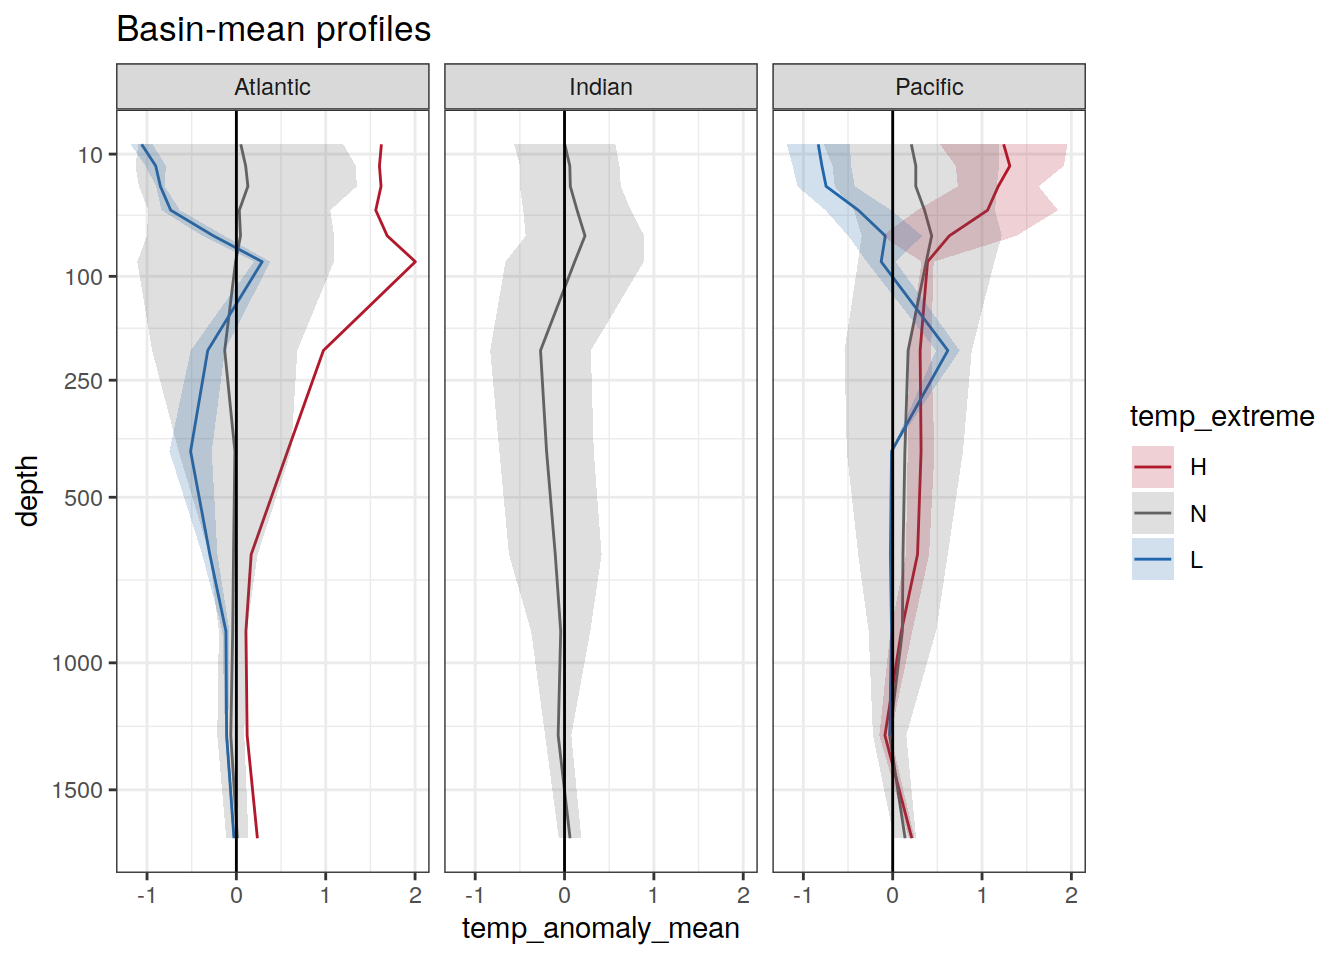 Basin-mean profiles
Atlantic Indian Pacific
10
100
250
500
1000
1500
depth
-1 0 1 2 -1 0 1 2 -1 0 1 2
temp_anomaly_mean
temp_extreme
H
N
L